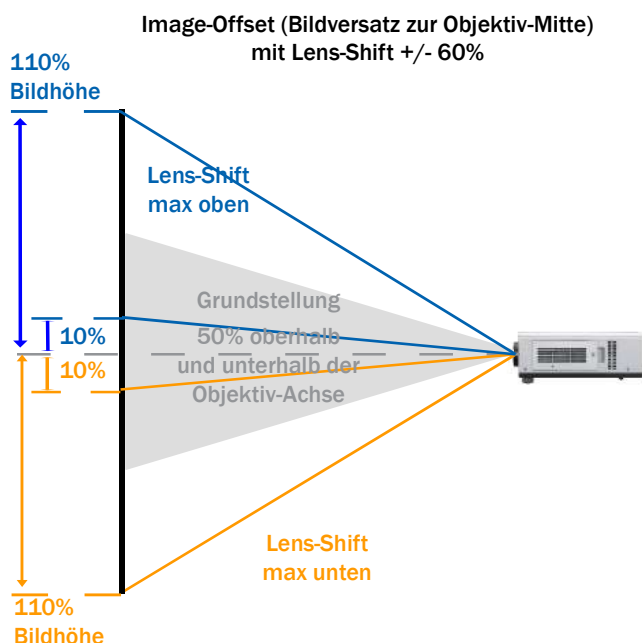 Image-Offset (Bildversatz zur Objektiv-Mitte)
mit Lens-Shift +/- 60%
110%
Bildhöhe
Lens-Shift
max oben
Grundstellung
50% oberhalb
und unterhalb der
Objektiv-Achse
10%
10%
Lens-Shift
max unten
110%
Bildhöhe